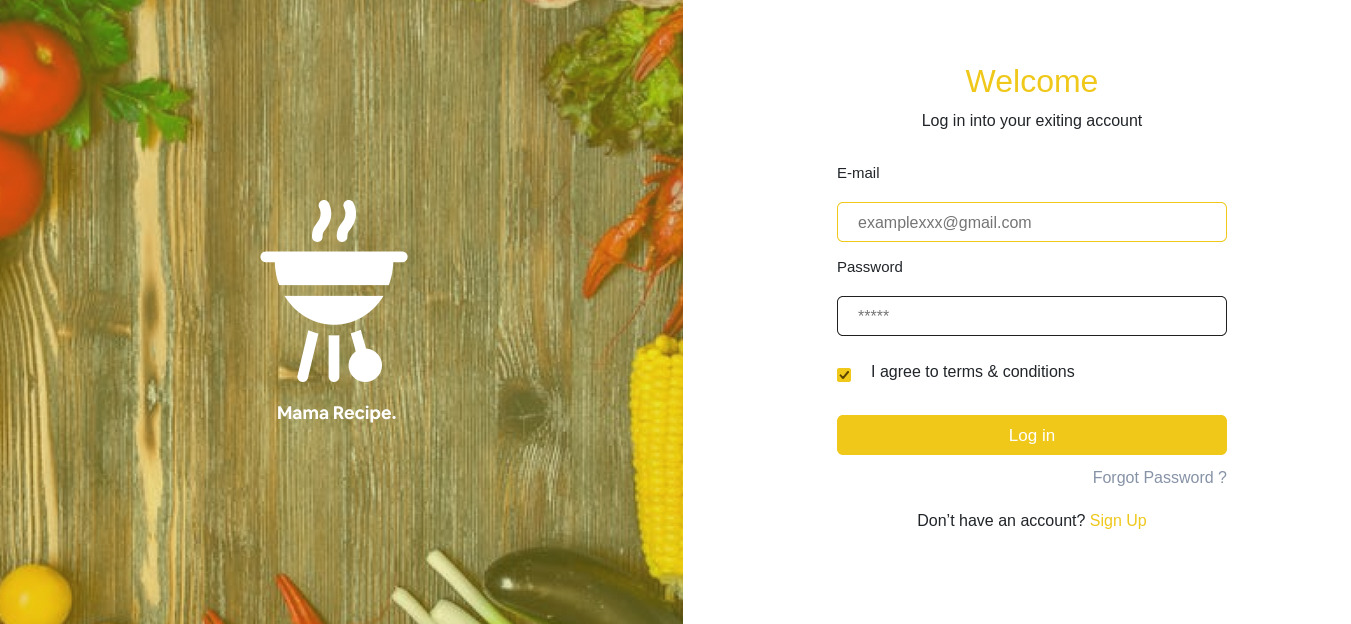 Mama Recipe.
Welcome
Log in into your exiting account
E-mail
examplexxx@gmail.com
Password
*****
I agree to terms & conditions
Log in
Forgot Password ?
Don’t have an account? Sign Up